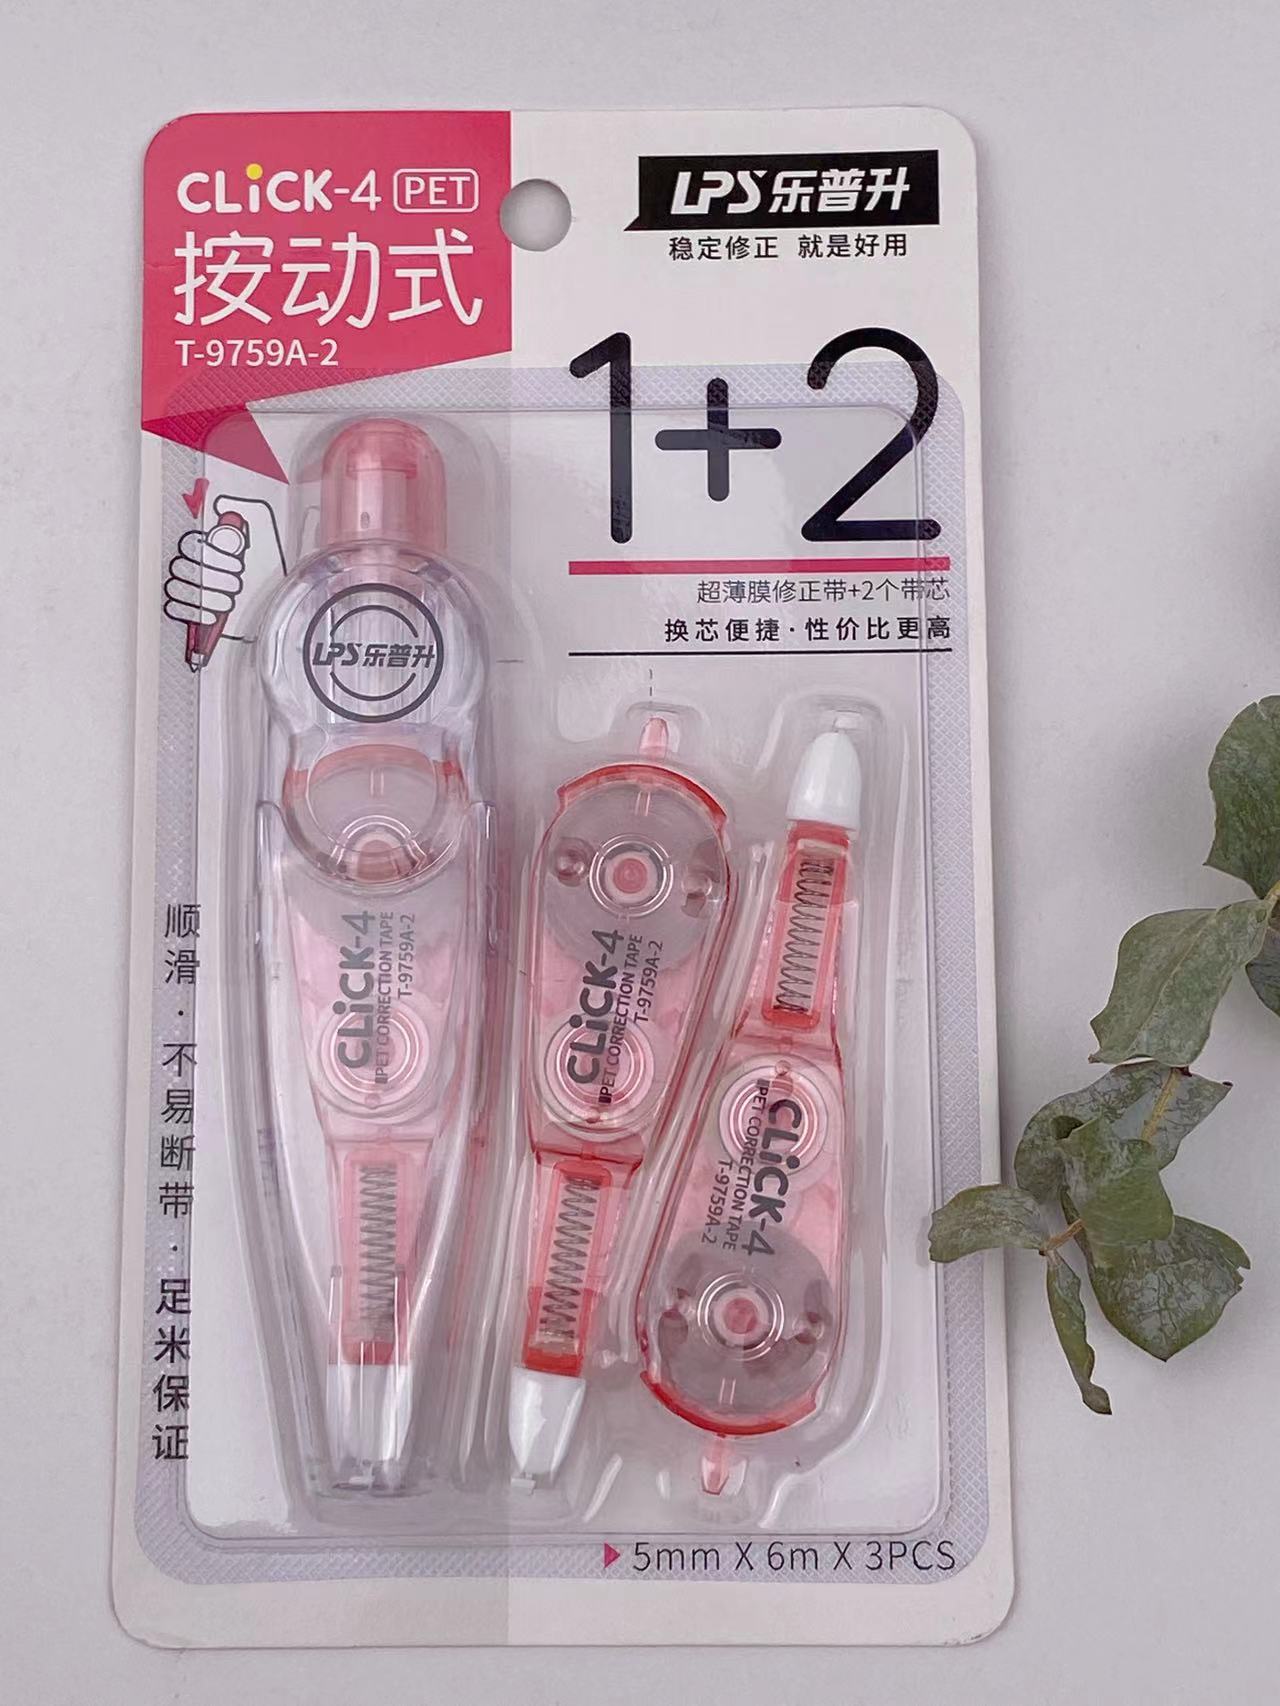 CLiCK-4 PET
按动式
T-9759A-2
LPS乐普升
稳定修正 就是好用
1+2
超薄膜修正带+2个带芯
换芯便捷·性价比更高
LPS乐普升
CLiCK-4
PET CORRECTION TAPE
T-9759A-2
CLiCK-4
PET CORRECTION TAPE
T-9759A-2
CLiCK-4
PET CORRECTION TAPE
T-9759A-2
顺滑·不易断带··足米保证
5mm X 6m X 3PCS